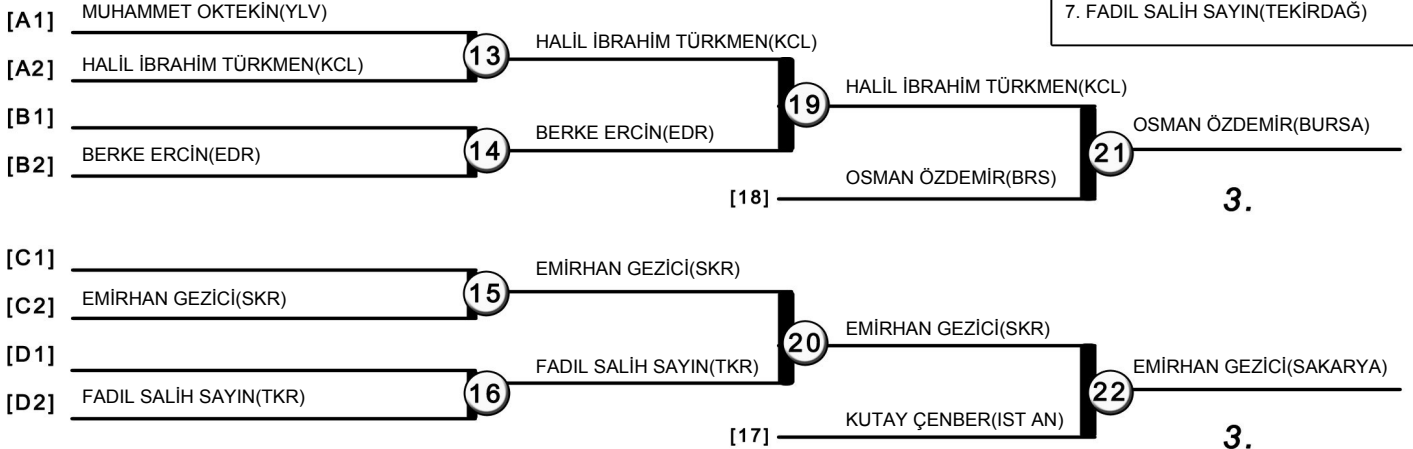 7. FADIL SALİH SAYIN(TEKİRDAĞ)
[A1] MUHAMMET OKTEKİN(YLV)
13
HALİL İBRAHİM TÜRKMEN(KCL)
[A2] HALİL İBRAHİM TÜRKMEN(KCL)
19
HALİL İBRAHİM TÜRKMEN(KCL)
[B1]
14
BERKE ERCİN(EDR)
[B2] BERKE ERCİN(EDR)
21
OSMAN ÖZDEMİR(BURSA)
[18] OSMAN ÖZDEMİR(BRS)
3.
[C1]
15
EMİRHAN GEZİCİ(SKR)
[C2] EMİRHAN GEZİCİ(SKR)
20
EMİRHAN GEZİCİ(SKR)
[D1]
16
FADIL SALİH SAYIN(TKR)
[D2] FADIL SALİH SAYIN(TKR)
22
EMİRHAN GEZİCİ(SAKARYA)
[17] KUTAY ÇENBER(IST AN)
3.